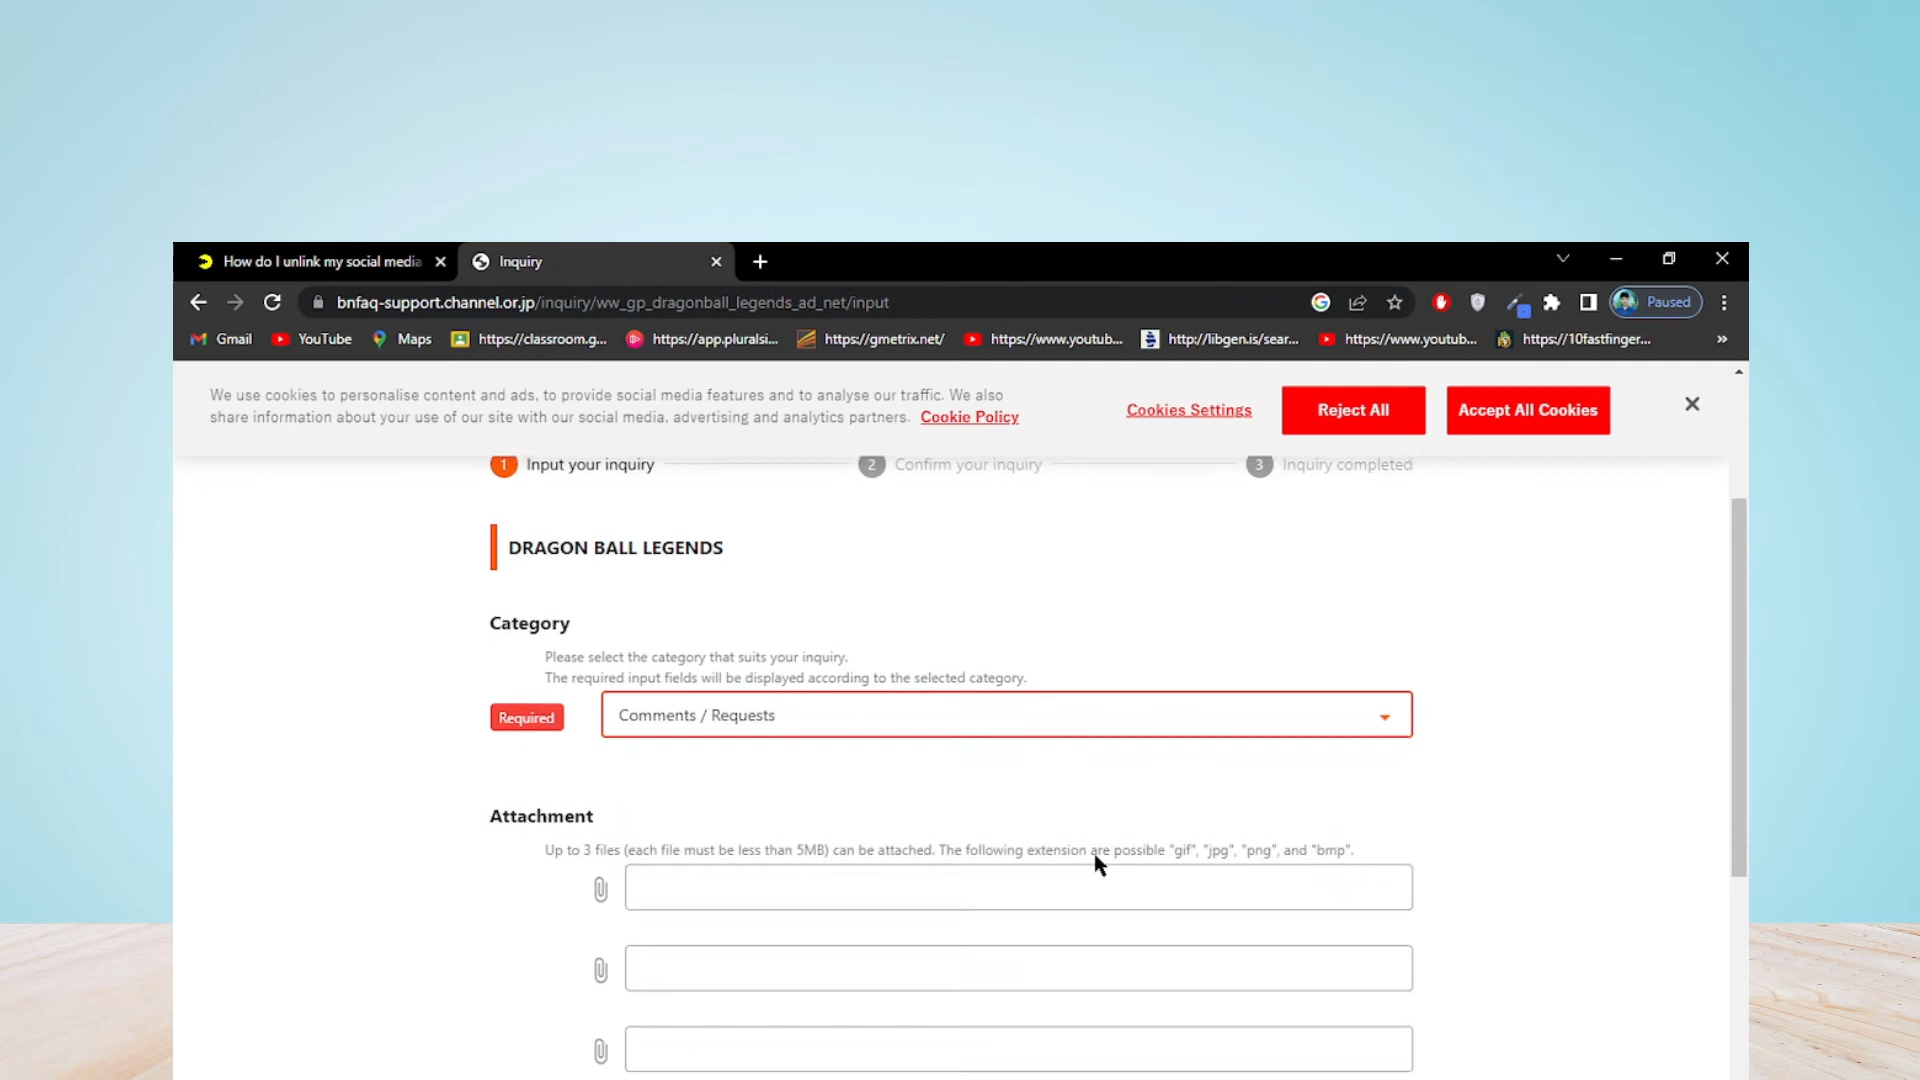 How do I unlink my social media
Inquiry
bnfaq-support.channel.or.jp/inquiry/ww_gp_dragonball_legends_ad_net/input
Paused
Gmail
YouTube
Maps
https://classroom.g...
https://app.pluralsi...
https://gmetrix.net/
https://www.youtub...
http://libgen.is/sear...
https://www.youtub...
https://10fastfinger...
»
We use cookies to personalise content and ads, to provide social media features and to analyse our traffic. We also
share information about your use of our site with our social media, advertising and analytics partners. Cookie Policy
Cookies Settings
Reject All
Accept All Cookies
1 Input your inquiry
2 Confirm your inquiry
3 Inquiry completed
DRAGON BALL LEGENDS
Category
Please select the category that suits your inquiry.
The required input fields will be displayed according to the selected category.
Required
Comments / Requests
Attachment
Up to 3 files (each file must be less than 5MB) can be attached. The following extension are possible "gif", "jpg", "png", and "bmp".